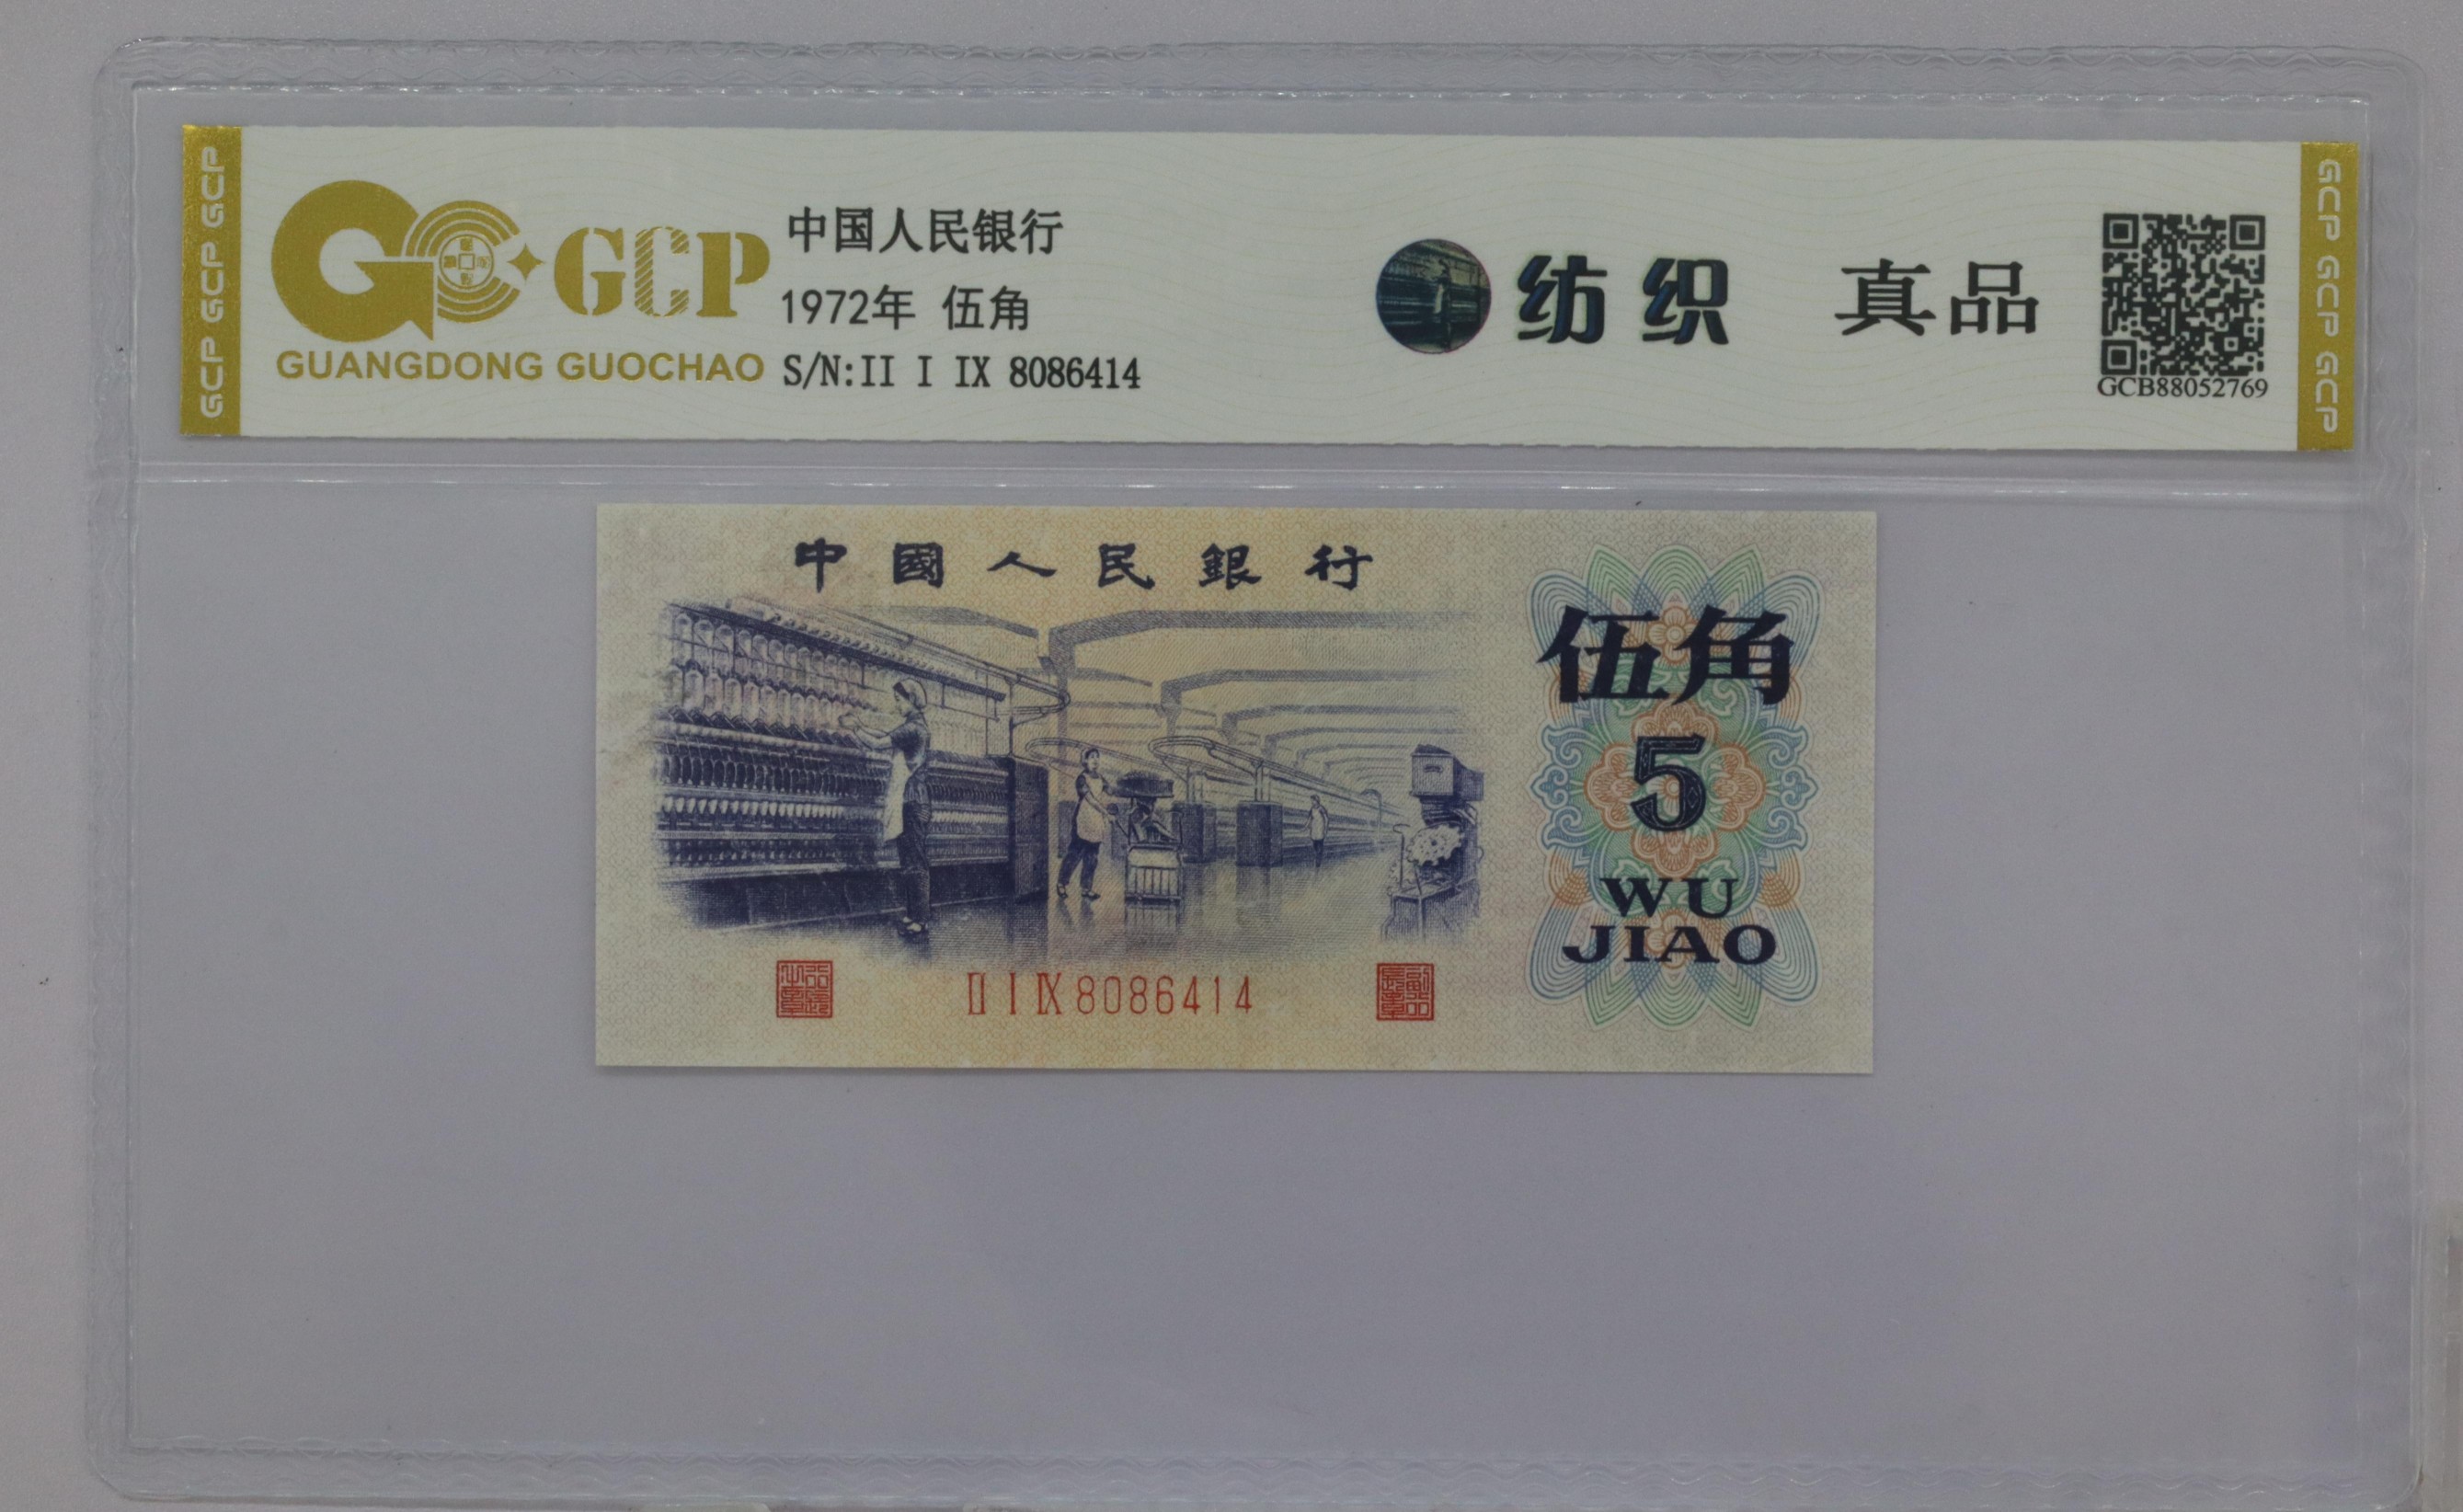 GCP GCP GCP
GCP
GUANGDONG GUOCHAO
中国人民银行
1972年 伍角
S/N:II I IX 8086414
纺织 真品
GCB88052769
GCP GCP GCP
中國人民銀行
伍角
5
WU
JIAO
II I IX 8086414